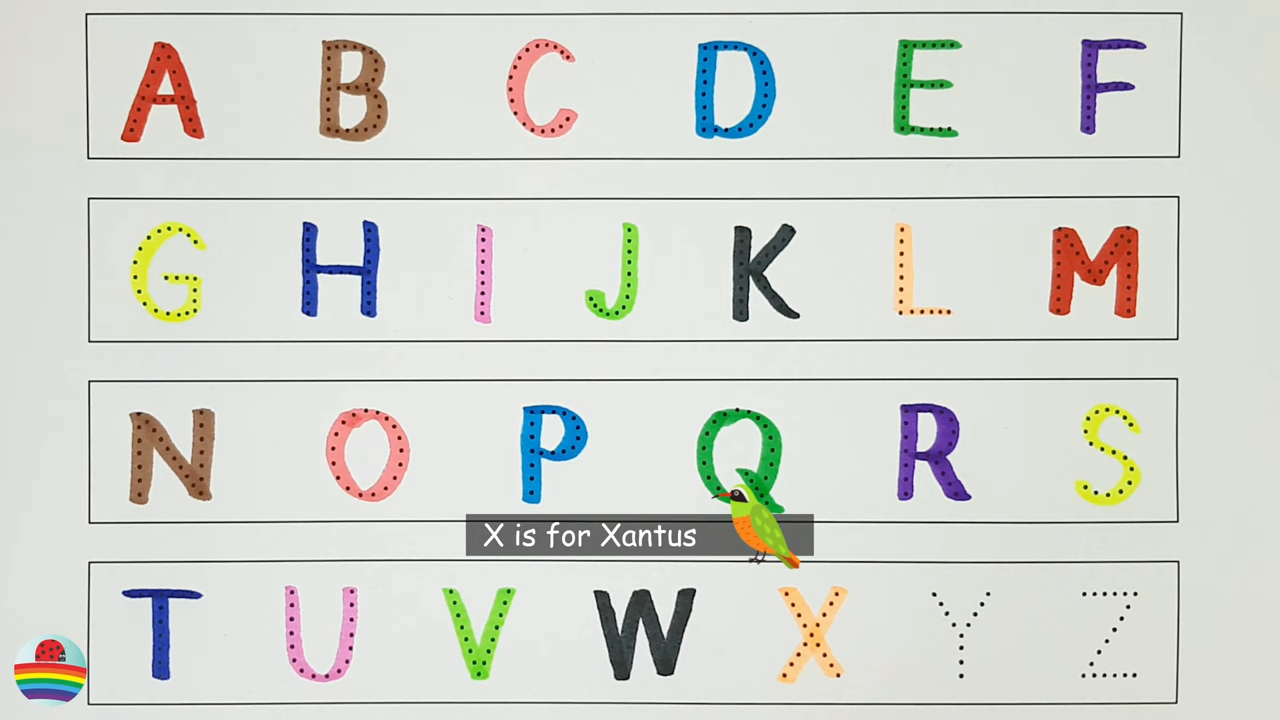 A B C D E F
G H I J K L M
N O P Q R S
X is for Xantus
T U V W X Y Z